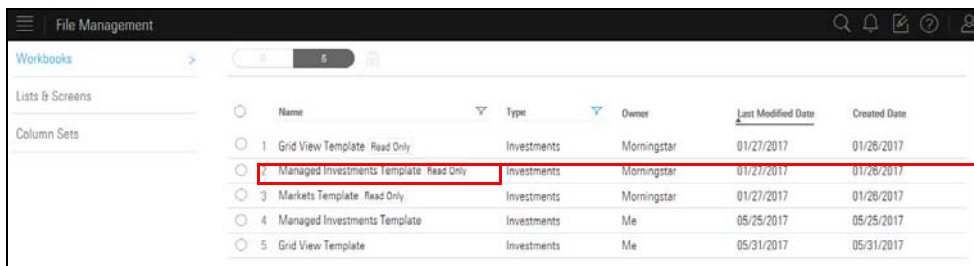 File Management
Workbooks >
Lists & Screens
Column Sets
0 6
Name Type Owner Last Modified Date Created Date
1 Grid View Template Read Only Investments Morningstar 01/27/2017 01/26/2017
2 Managed Investments Template Read Only Investments Morningstar 01/27/2017 01/26/2017
3 Markets Template Read Only Investments Morningstar 01/27/2017 01/26/2017
4 Managed Investments Template Investments Me 05/25/2017 05/25/2017
5 Grid View Template Investments Me 05/31/2017 05/31/2017